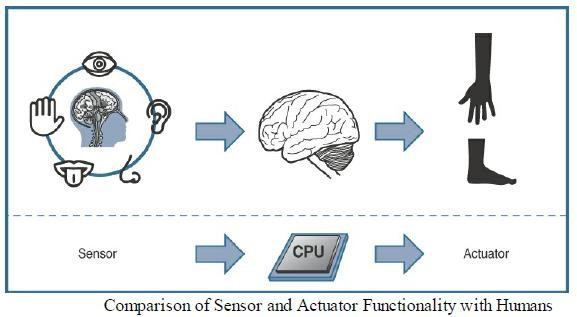 Sensor
CPU
Actuator
Comparison of Sensor and Actuator Functionality with Humans